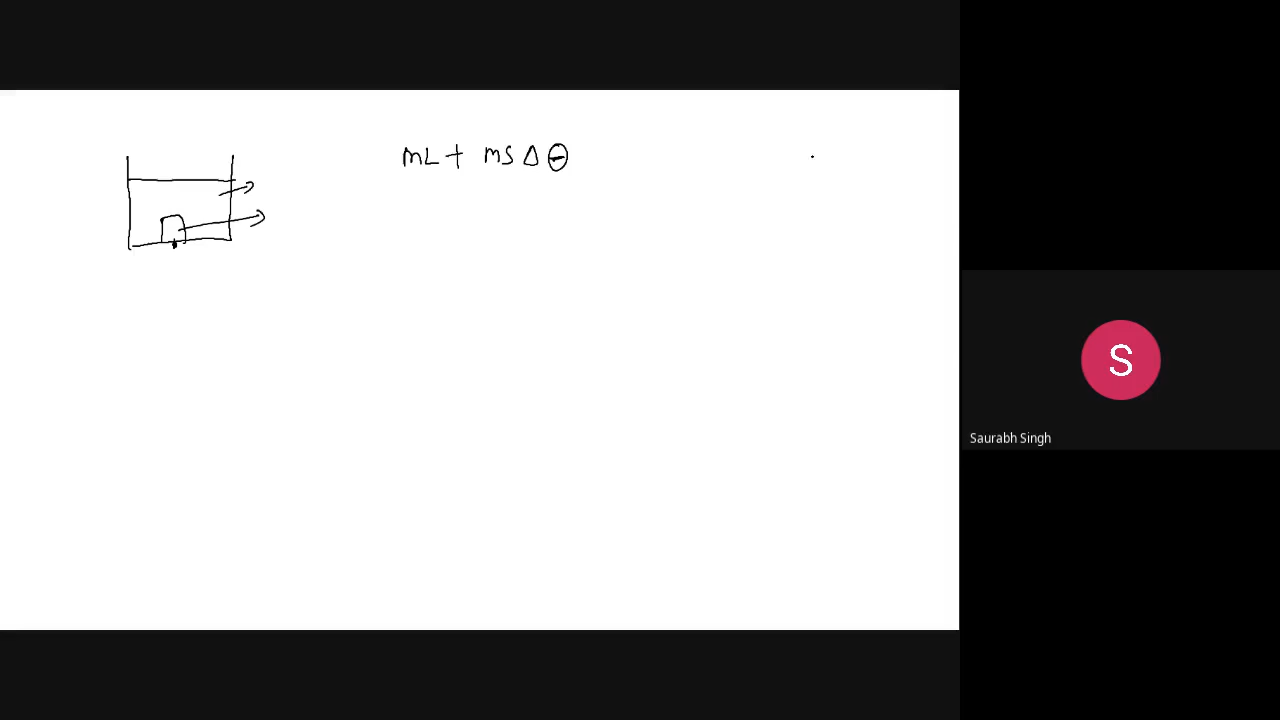 mL + mS Δ Θ
S
Saurabh Singh